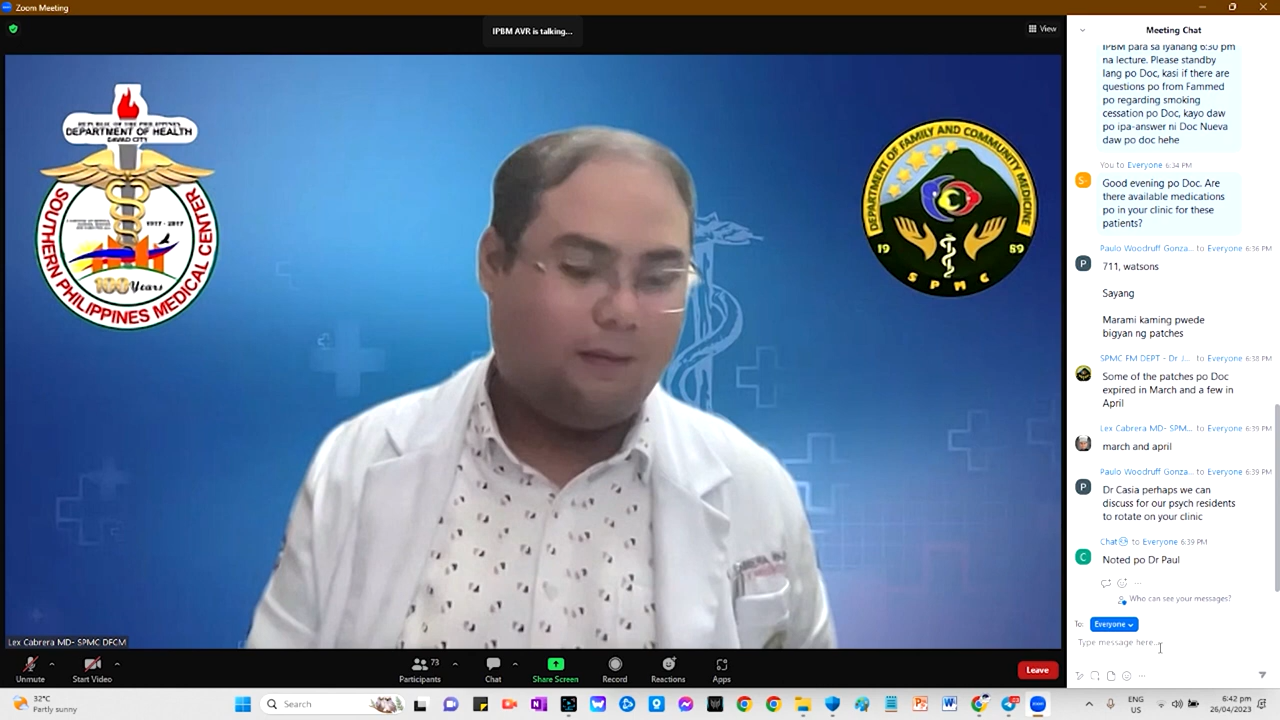 Zoom Meeting
IPBM AVR is talking...
View
REPUBLIC OF THE PHILIPPINES
DEPARTMENT OF HEALTH
DAVAO CITY
SOUTHERN PHILIPPINES MEDICAL CENTER
1917 - 2017
100 Years
DEPARTMENT OF FAMILY AND COMMUNITY MEDICINE
19 89
SPMC
Lex Cabrera MD- SPMC DFCM
Meeting Chat
IPBM para sa iyanang 6:30 pm
na lecture. Please standby
lang po Doc, kasi if there are
questions po from Fammed
po regarding smoking
cessation po Doc, kayo daw
po ipa-answer ni Doc Nueva
daw po doc hehe
You to Everyone 6:34 PM
S-
Good evening po Doc. Are
there available medications
po in your clinic for these
patients?
Paulo Woodruff Gonza... to Everyone 6:36 PM
P
711, watsons
Sayang
Marami kaming pwede
bigyan ng patches
SPMC FM DEPT - Dr J... to Everyone 6:38 PM
Some of the patches po Doc
expired in March and a few in
April
Lex Cabrera MD- SPM... to Everyone 6:39 PM
march and april
Paulo Woodruff Gonza... to Everyone 6:39 PM
P
Dr Casia perhaps we can
discuss for our psych residents
to rotate on your clinic
Chat to Everyone 6:39 PM
C
Noted po Dr Paul
Who can see your messages?
To: Everyone
Type message here...
Unmute
Start Video
73
Participants
Chat
Share Screen
Record
Reactions
Apps
Leave
32°C
Partly sunny
Search
ENG
US
6:42 pm
26/04/2023